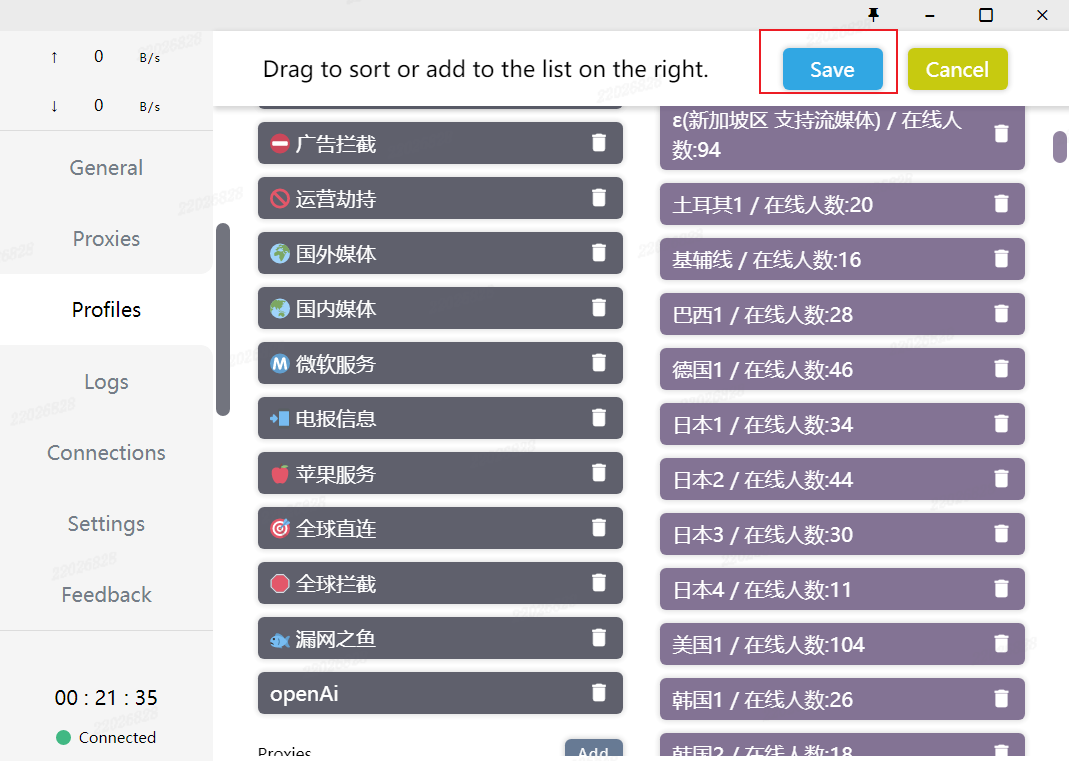 ↑ 0 B/s
↓ 0 B/s
General
Proxies
Profiles
Logs
Connections
Settings
Feedback
00 : 21 : 35
Connected
Drag to sort or add to the list on the right.
Save
Cancel
广告拦截
运营劫持
国外媒体
国内媒体
微软服务
电报信息
苹果服务
全球直连
全球拦截
漏网之鱼
openAi
Proxies
Add
ε(新加坡区 支持流媒体) / 在线人
数:94
土耳其1 / 在线人数:20
基辅线 / 在线人数:16
巴西1 / 在线人数:28
德国1 / 在线人数:46
日本1 / 在线人数:34
日本2 / 在线人数:44
日本3 / 在线人数:30
日本4 / 在线人数:11
美国1 / 在线人数:104
韩国1 / 在线人数:26
韩国2 / 在线人数:18
22026828